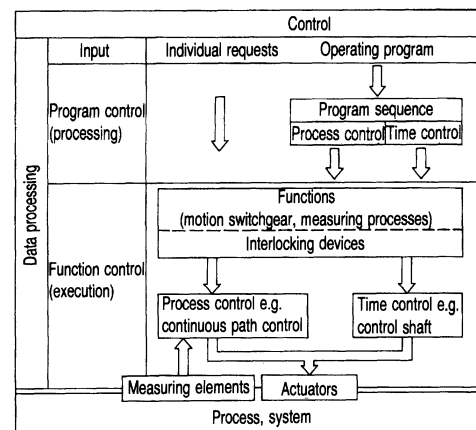 Control
Input
Individual requests
Operating program
Data processing
Program control
(processing)
Program sequence
Process control
Time control
Function control
(execution)
Functions
(motion switchgear, measuring processes)
Interlocking devices
Process control e.g.
continuous path control
Time control e.g.
control shaft
Measuring elements
Actuators
Process, system